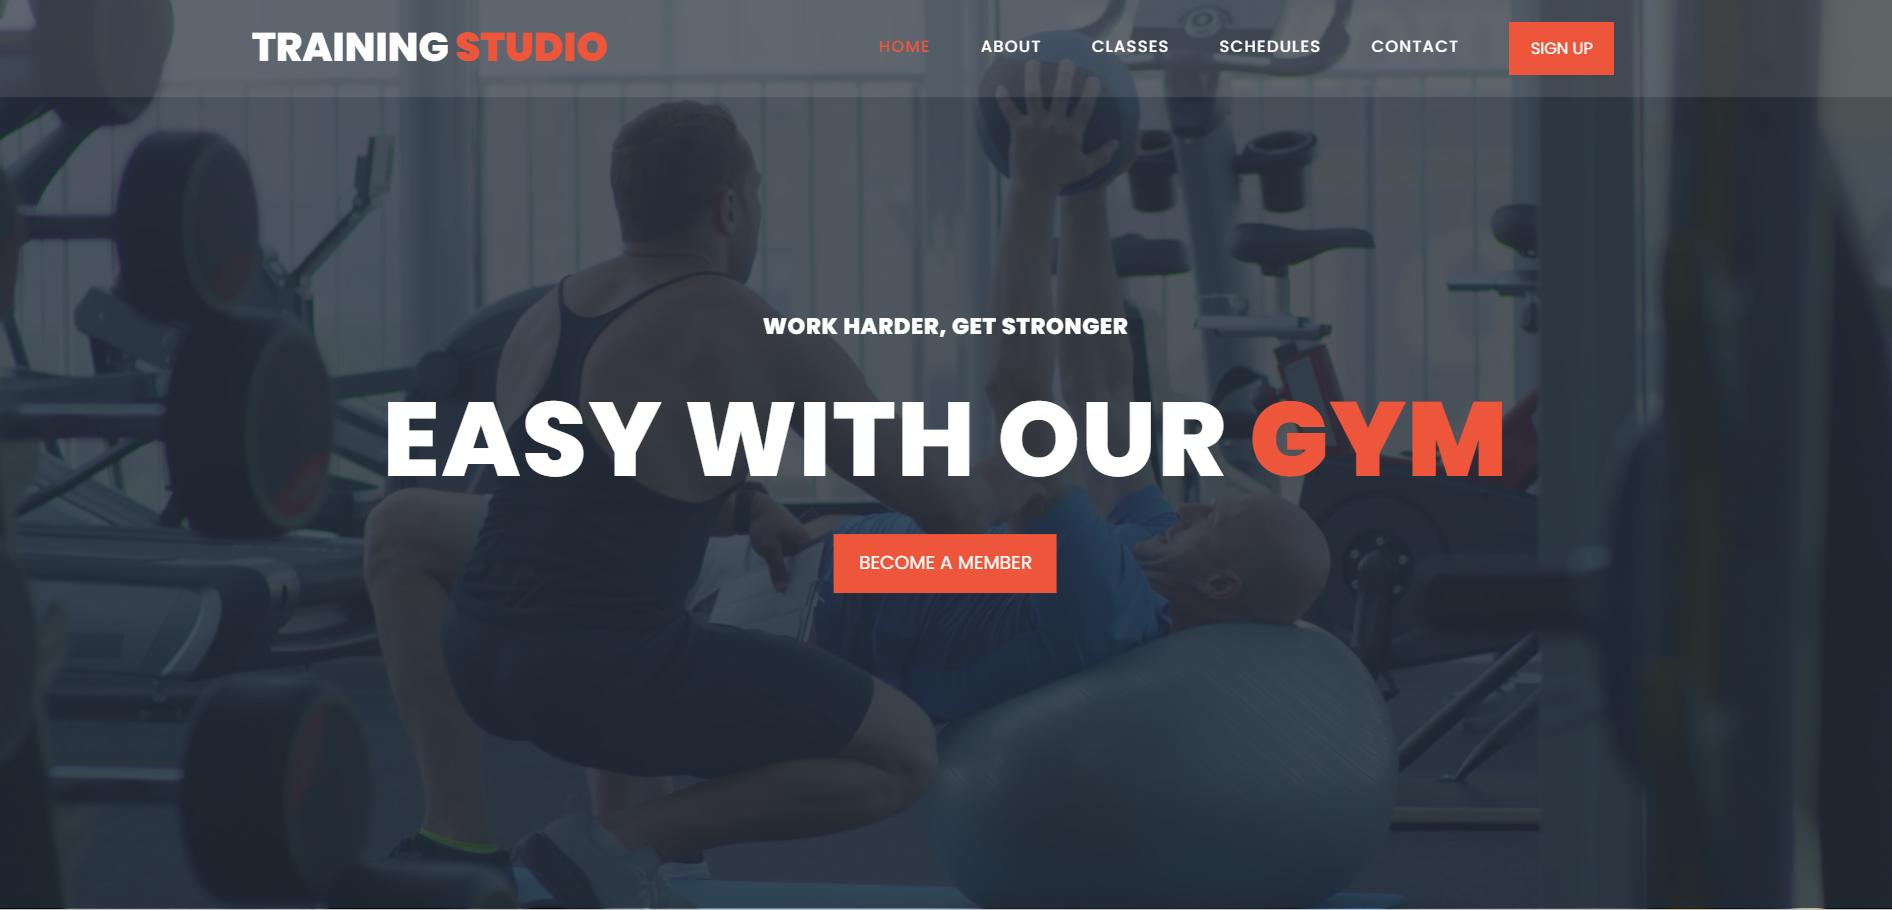 TRAINING STUDIO
HOME ABOUT CLASSES SCHEDULES CONTACT SIGN UP
WORK HARDER, GET STRONGER
EASY WITH OUR GYM
BECOME A MEMBER